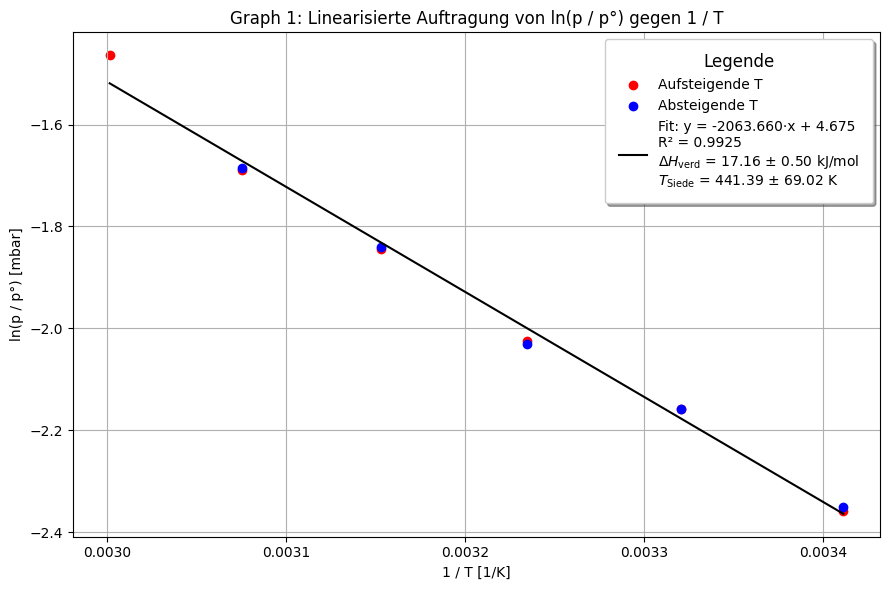 Graph 1: Linearisierte Auftragung von ln(p / p°) gegen 1 / T
Legende
Aufsteigende T
Absteigende T
Fit: y = -2063.660·x + 4.675
R² = 0.9925
ΔH_verd = 17.16 ± 0.50 kJ/mol
T_Siede = 441.39 ± 69.02 K
ln(p / p°) [mbar]
−1.6
−1.8
−2.0
−2.2
−2.4
0.0030
0.0031
0.0032
0.0033
0.0034
1 / T [1/K]